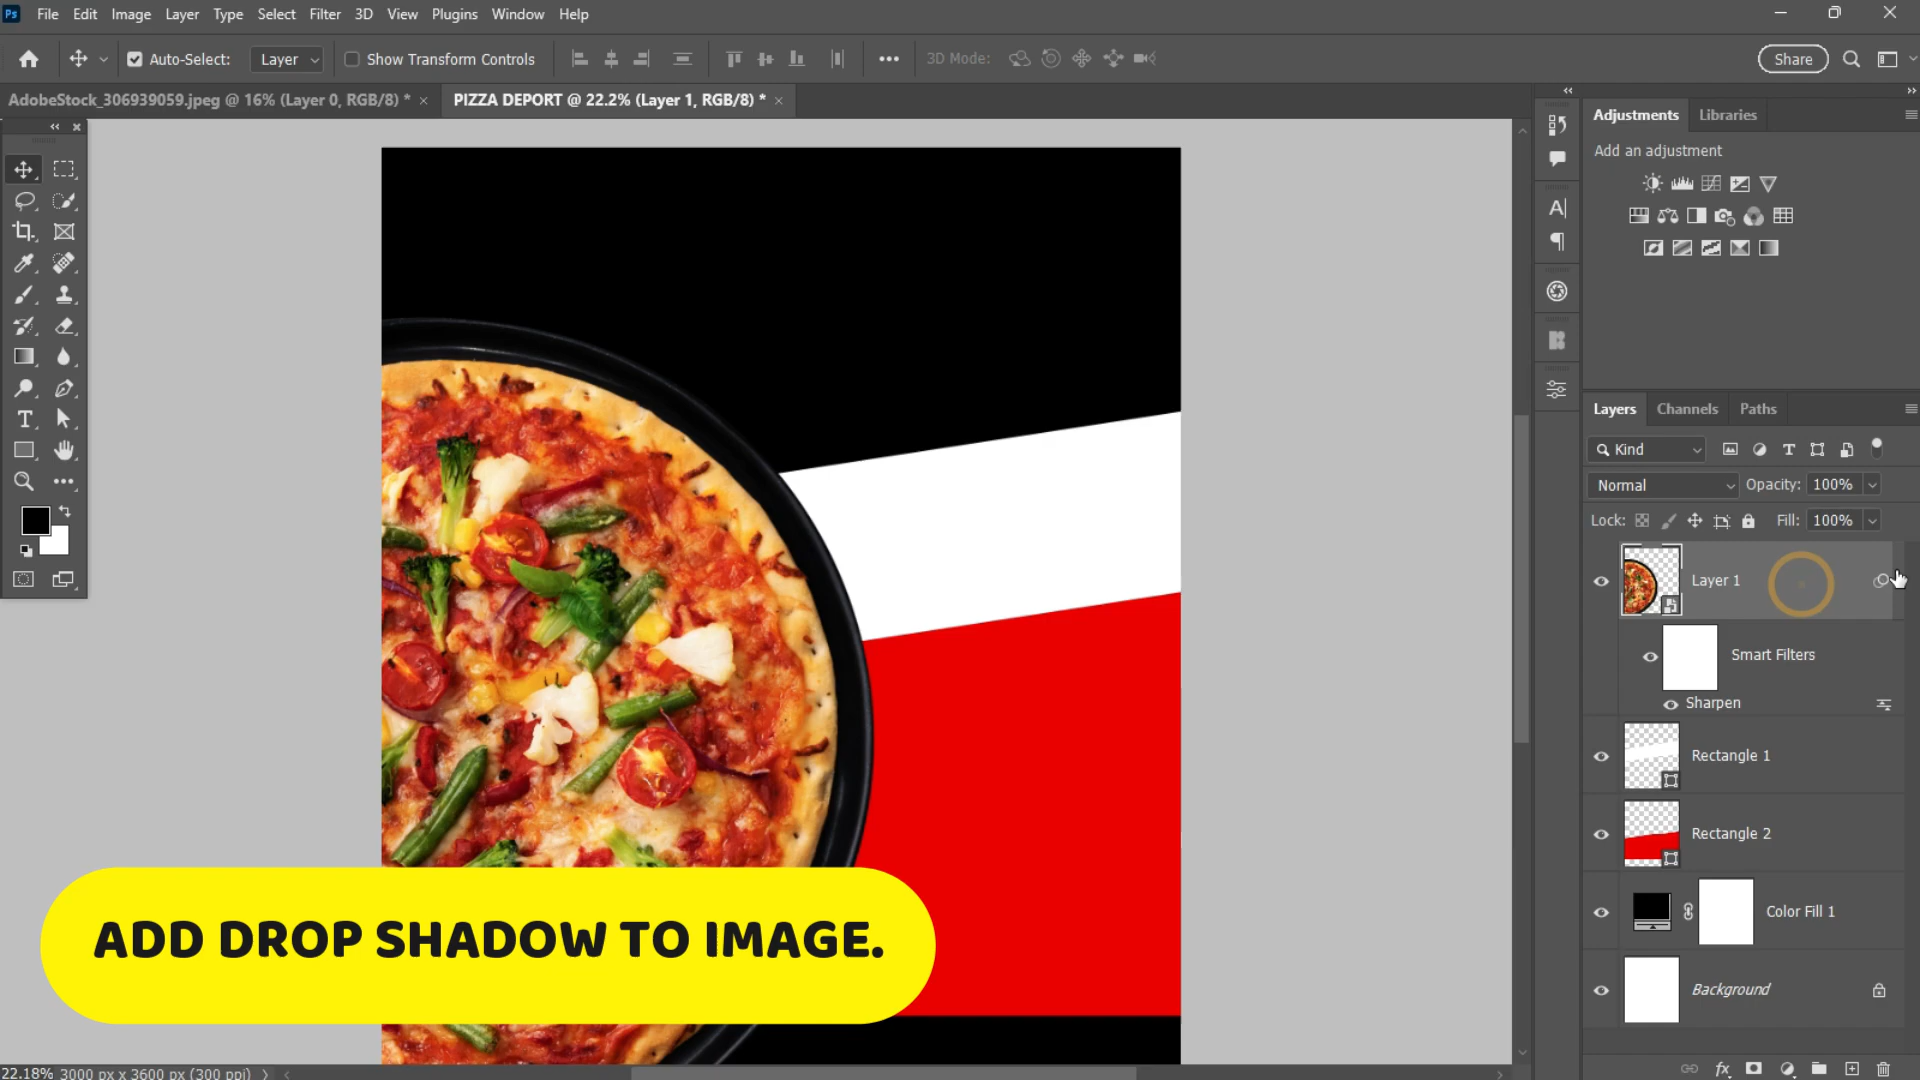 Ps File Edit Image Layer Type Select Filter 3D View Plugins Window Help
Auto-Select: Layer Show Transform Controls 3D Mode: Share
AdobeStock_306939059.jpeg @ 16% (Layer 0, RGB/8) * PIZZA DEPORT @ 22.2% (Layer 1, RGB/8) *
Adjustments Libraries
Add an adjustment
Layers Channels Paths
Kind
Normal Opacity: 100%
Lock: Fill: 100%
Layer 1
Smart Filters
Sharpen
Rectangle 1
Rectangle 2
Color Fill 1
Background
ADD DROP SHADOW TO IMAGE.
22.18% 3000 px x 3600 px (300 ppi)